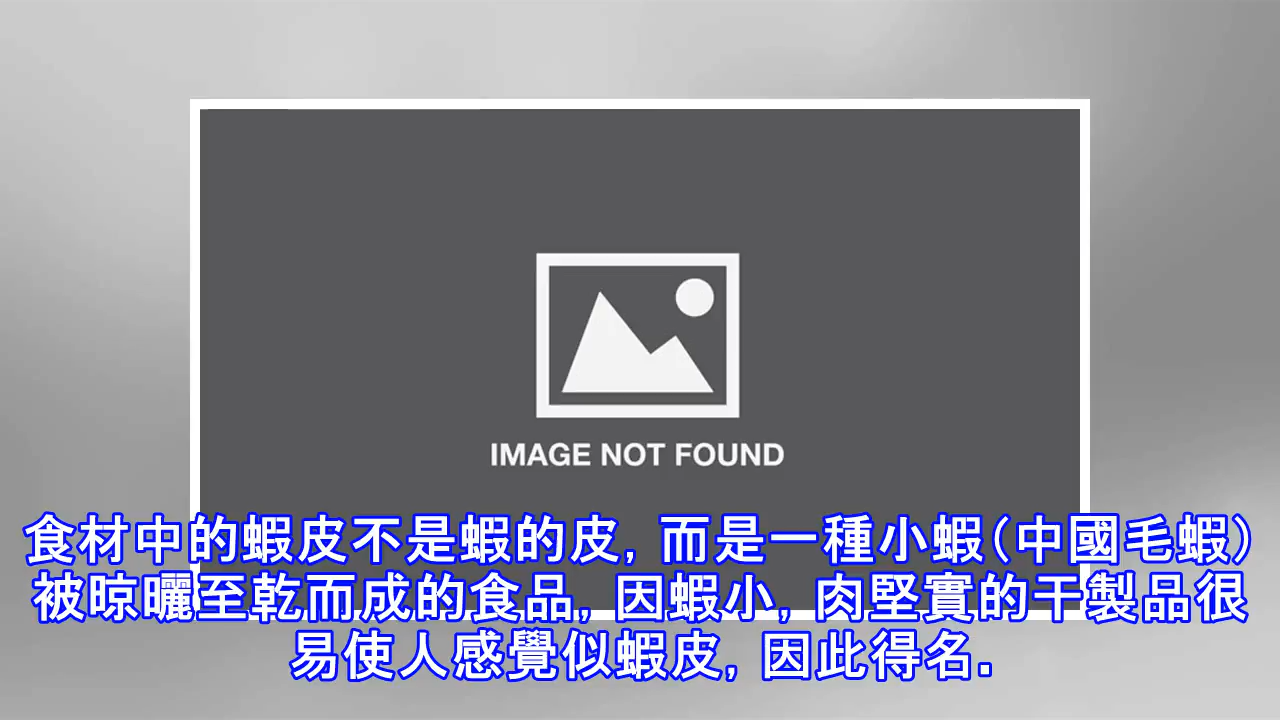 IMAGE NOT FOUND
食材中的蝦皮不是蝦的皮, 而是一種小蝦(中國毛蝦)
被晾曬至乾而成的食品, 因蝦小, 肉堅實的干製品很
易使人感覺似蝦皮, 因此得名.